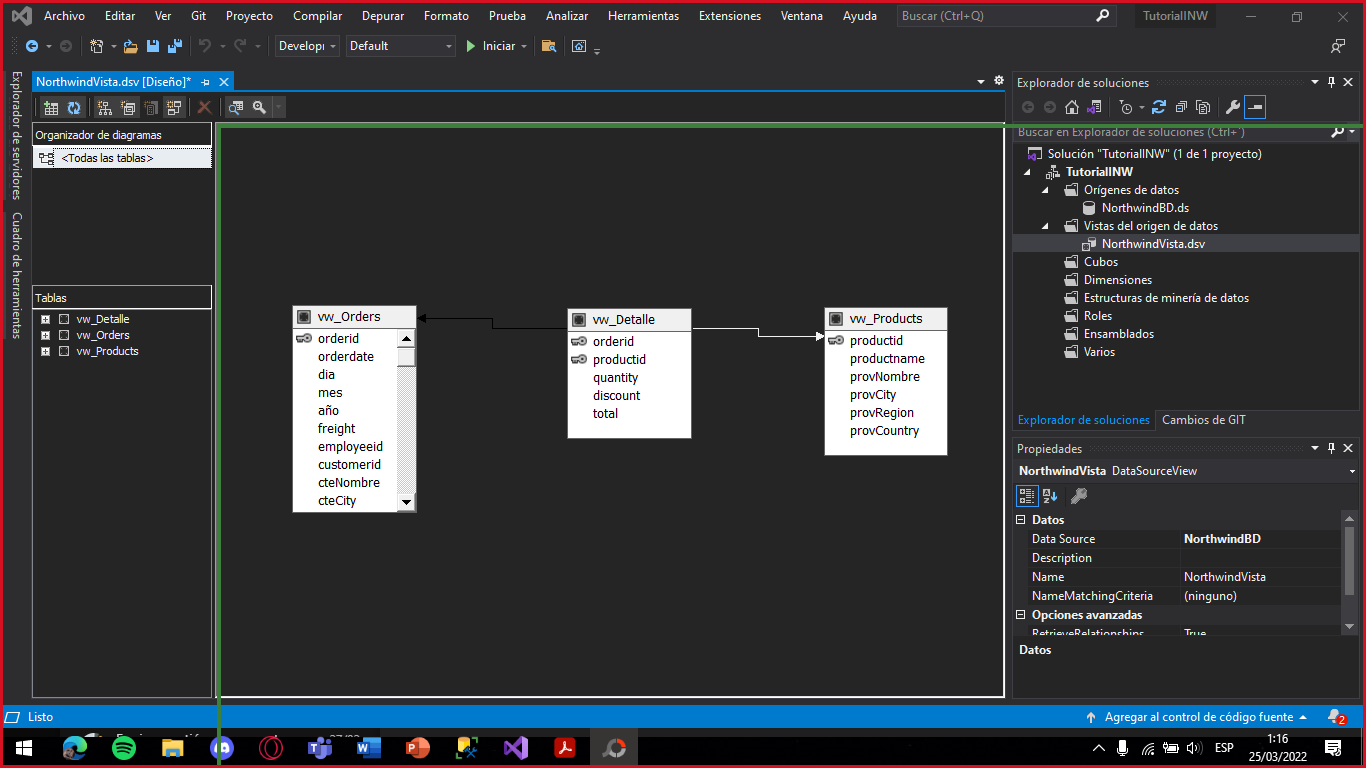 Archivo Editar Ver Git Proyecto Compilar Depurar Formato Prueba Analizar Herramientas Extensiones Ventana Ayuda Buscar (Ctrl+Q) TutorialNW
Default Iniciar
Explorador de servidores
Cuadro de herramientas
NorthwindVista.dsv [Diseño]*
Organizador de diagramas
<Todas las tablas>
Tablas
vw_Detalle
vw_Orders
vw_Products
vw_Orders
orderid
orderdate
dia
mes
año
freight
employeeid
customerid
cteNombre
cteCity
vw_Detalle
orderid
productid
quantity
discount
total
vw_Products
productid
productname
provNombre
provCity
provRegion
provCountry
Explorador de soluciones
Buscar en Explorador de soluciones (Ctrl+´)
Solución "TutorialNW" (1 de 1 proyecto)
TutorialNW
Orígenes de datos
NorthwindBD.ds
Vistas del origen de datos
NorthwindVista.dsv
Cubos
Dimensiones
Estructuras de minería de datos
Roles
Ensamblados
Varios
Explorador de soluciones Cambios de GIT
Propiedades
NorthwindVista DataSourceView
Datos
Data Source NorthwindBD
Description
Name NorthwindVista
NameMatchingCriteria (ninguno)
Opciones avanzadas
RetrieveRelationships True
Datos
Listo Agregar al control de código fuente 2
ESP 1:16
25/03/2022